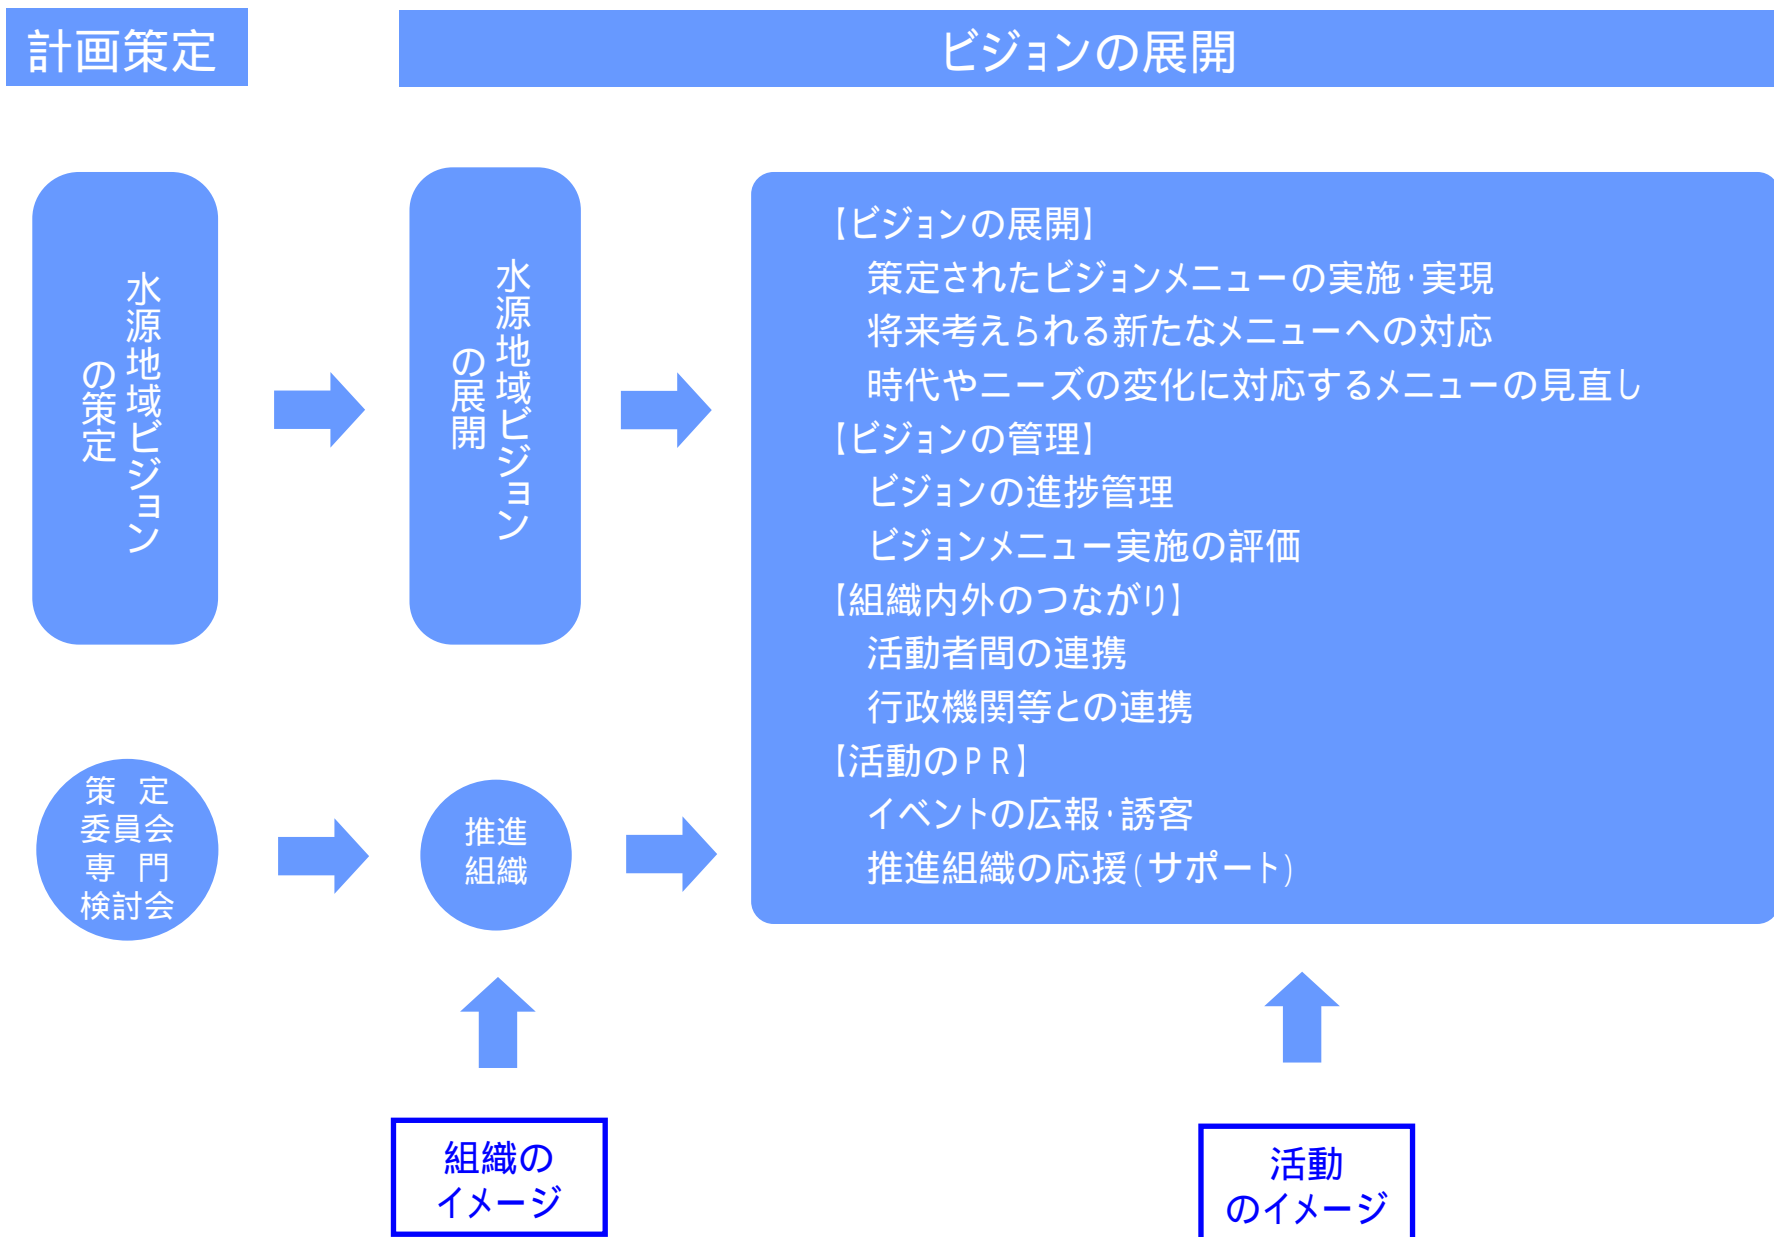 計画策定
ビジョンの展開
水源地域ビジョン
の策定
水源地域ビジョン
の展開
【ビジョンの展開】
策定されたビジョンメニューの実施・実現
将来考えられる新たなメニューへの対応
時代やニーズの変化に対応するメニューの見直し
【ビジョンの管理】
ビジョンの進捗管理
ビジョンメニュー実施の評価
【組織内外のつながり】
活動者間の連携
行政機関等との連携
【活動のPR】
イベントの広報・誘客
推進組織の応援(サポート)
策 定
委員会
専 門
検討会
推進
組織
組織の
イメージ
活動
のイメージ